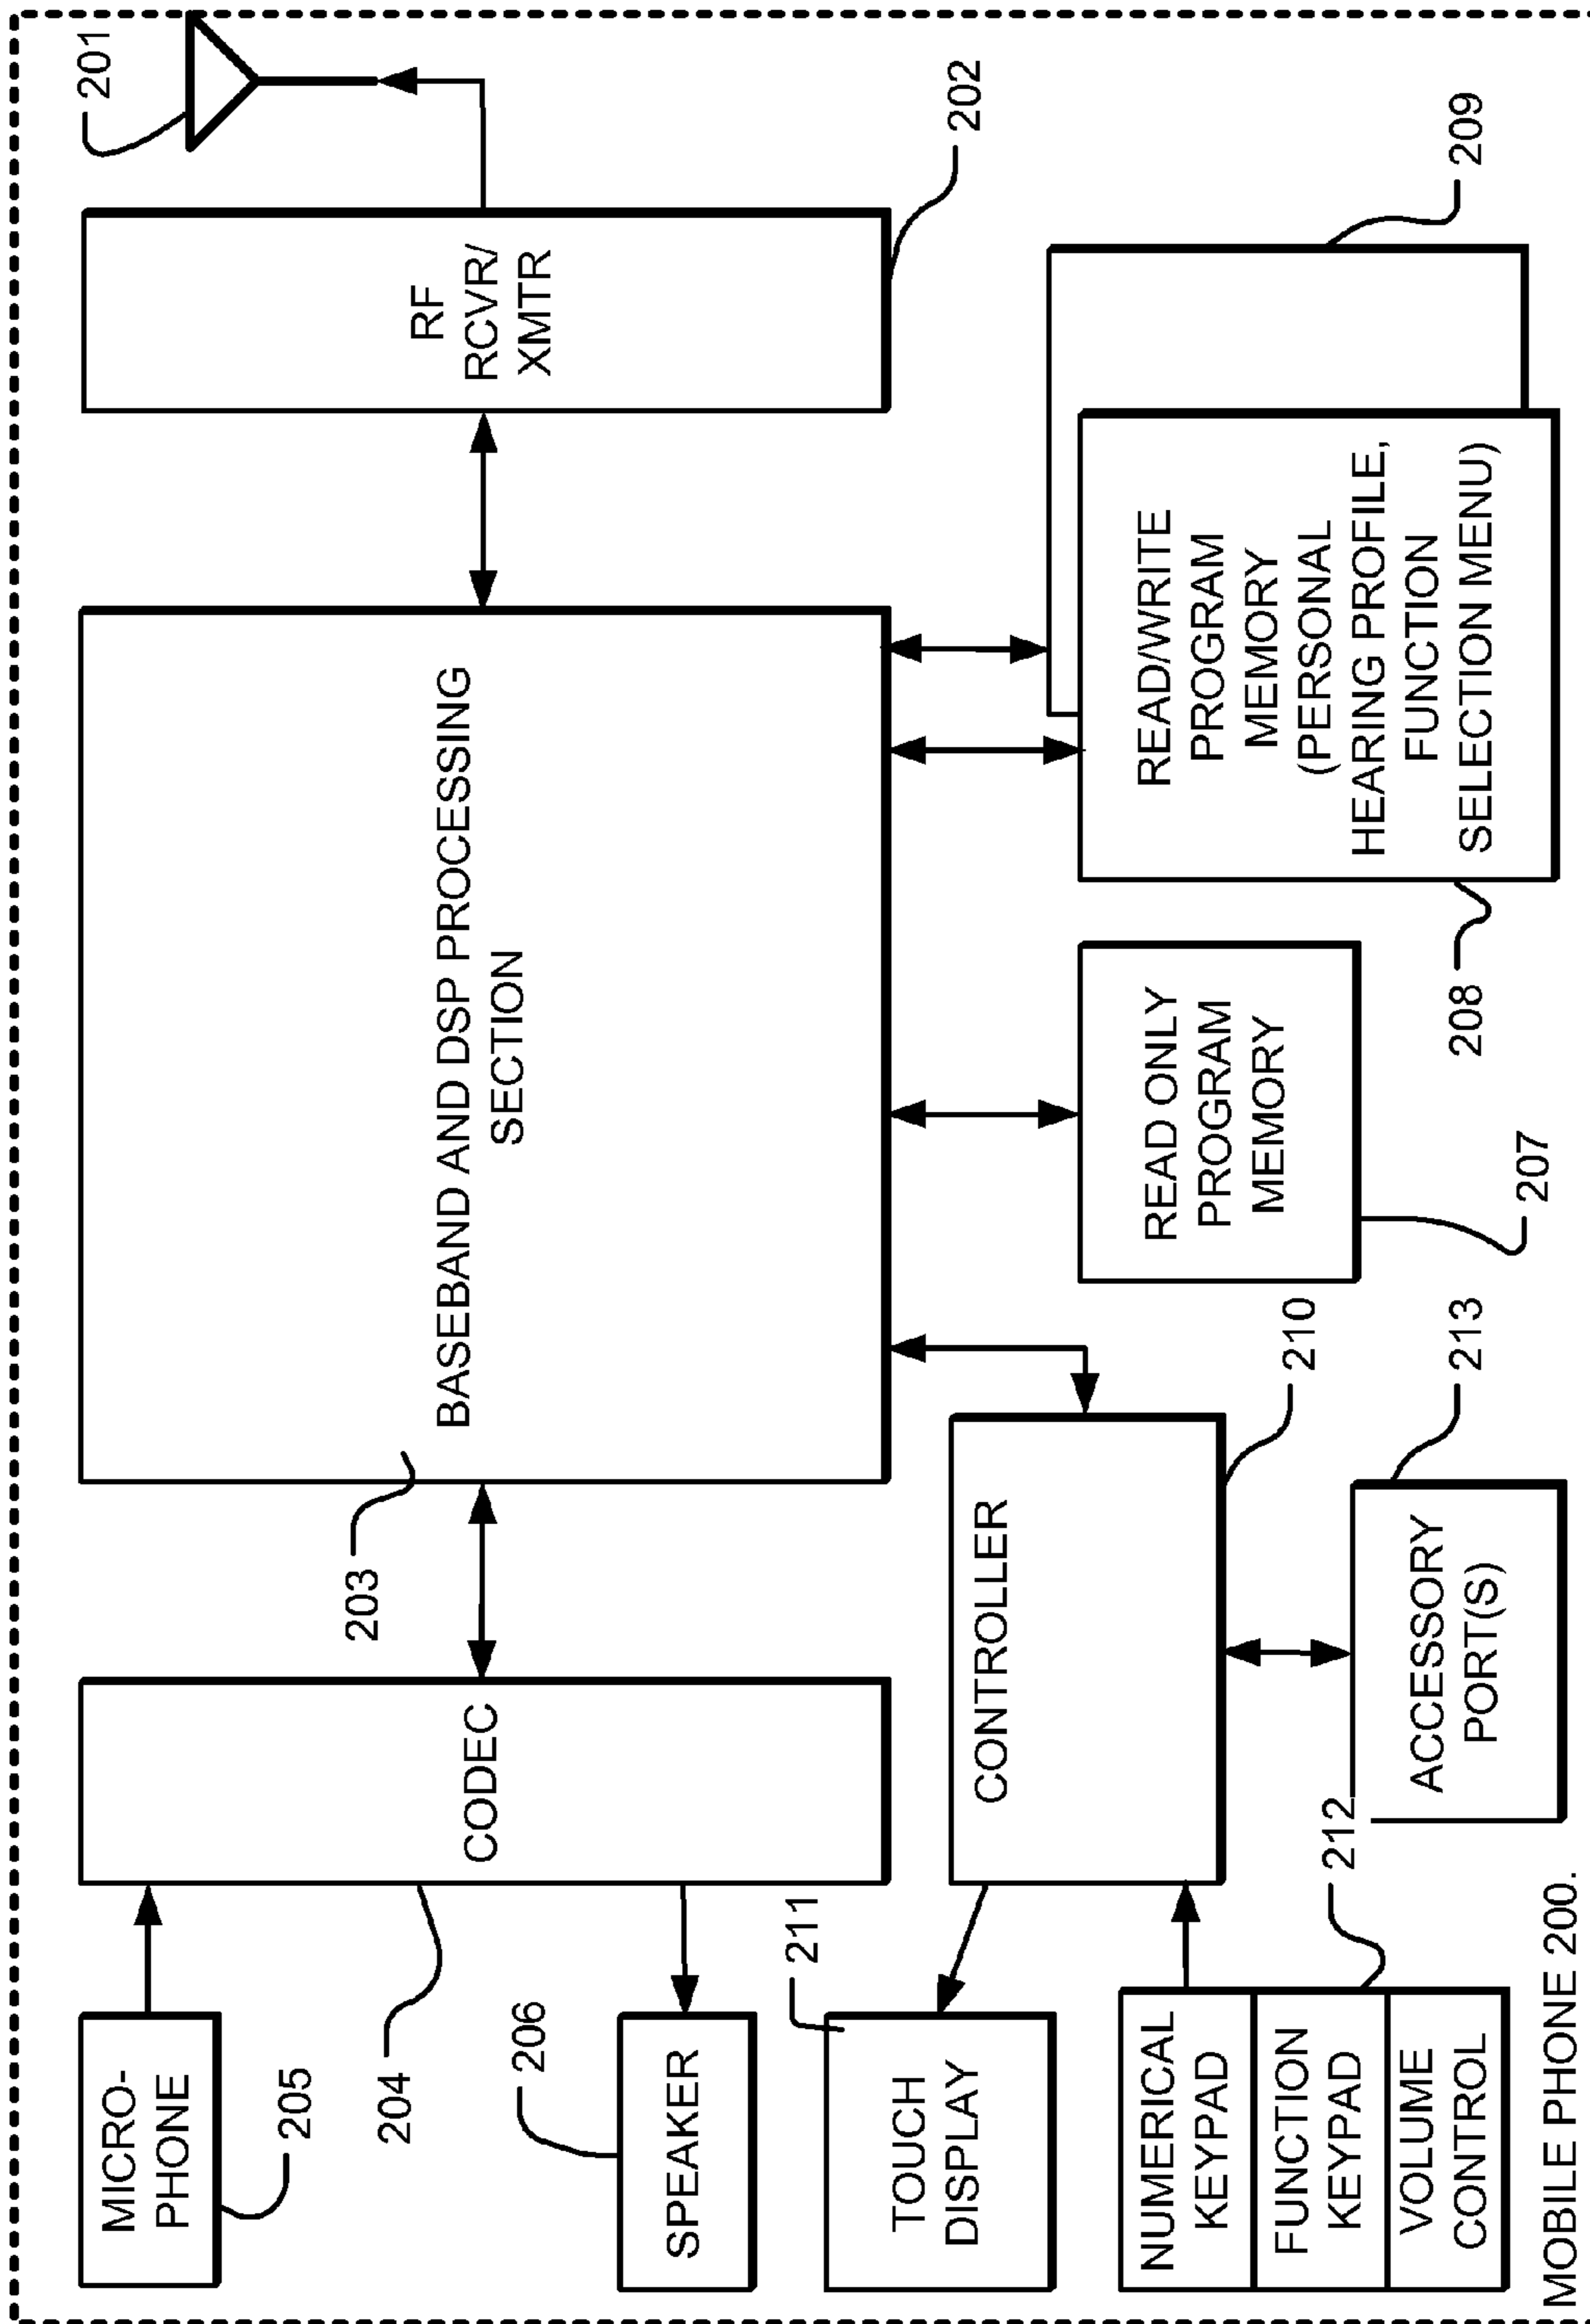 201
RF
RCVR/
XMTR
202
BASEBAND AND DSP PROCESSING
SECTION
203
CODEC
204
MICRO-
PHONE
205
SPEAKER
206
TOUCH
DISPLAY
211
CONTROLLER
210
NUMERICAL
KEYPAD
FUNCTION
KEYPAD
VOLUME
CONTROL
212
ACCESSORY
PORT(S)
213
READ ONLY
PROGRAM
MEMORY
207
READ/WRITE
PROGRAM
MEMORY
(PERSONAL
HEARING PROFILE,
FUNCTION
SELECTION MENU)
208
209
MOBILE PHONE 200.